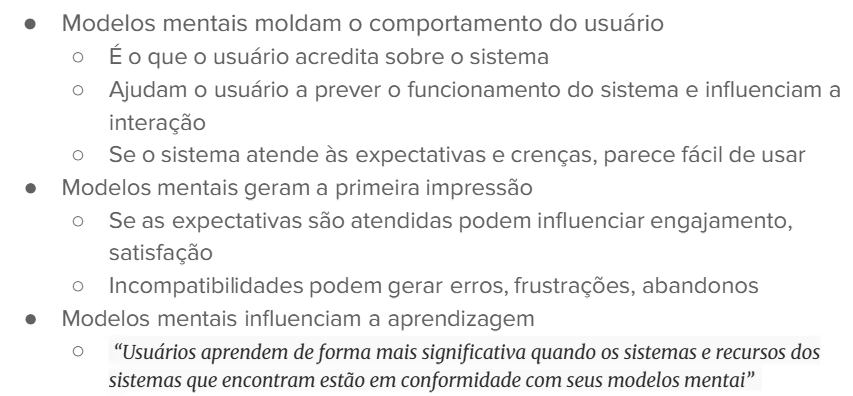 ● Modelos mentais moldam o comportamento do usuário
○ É o que o usuário acredita sobre o sistema
○ Ajudam o usuário a prever o funcionamento do sistema e influenciam a
interação
○ Se o sistema atende às expectativas e crenças, parece fácil de usar
● Modelos mentais geram a primeira impressão
○ Se as expectativas são atendidas podem influenciar engajamento,
satisfação
○ Incompatibilidades podem gerar erros, frustrações, abandonos
● Modelos mentais influenciam a aprendizagem
○ “Usuários aprendem de forma mais significativa quando os sistemas e recursos dos
sistemas que encontram estão em conformidade com seus modelos mentai”